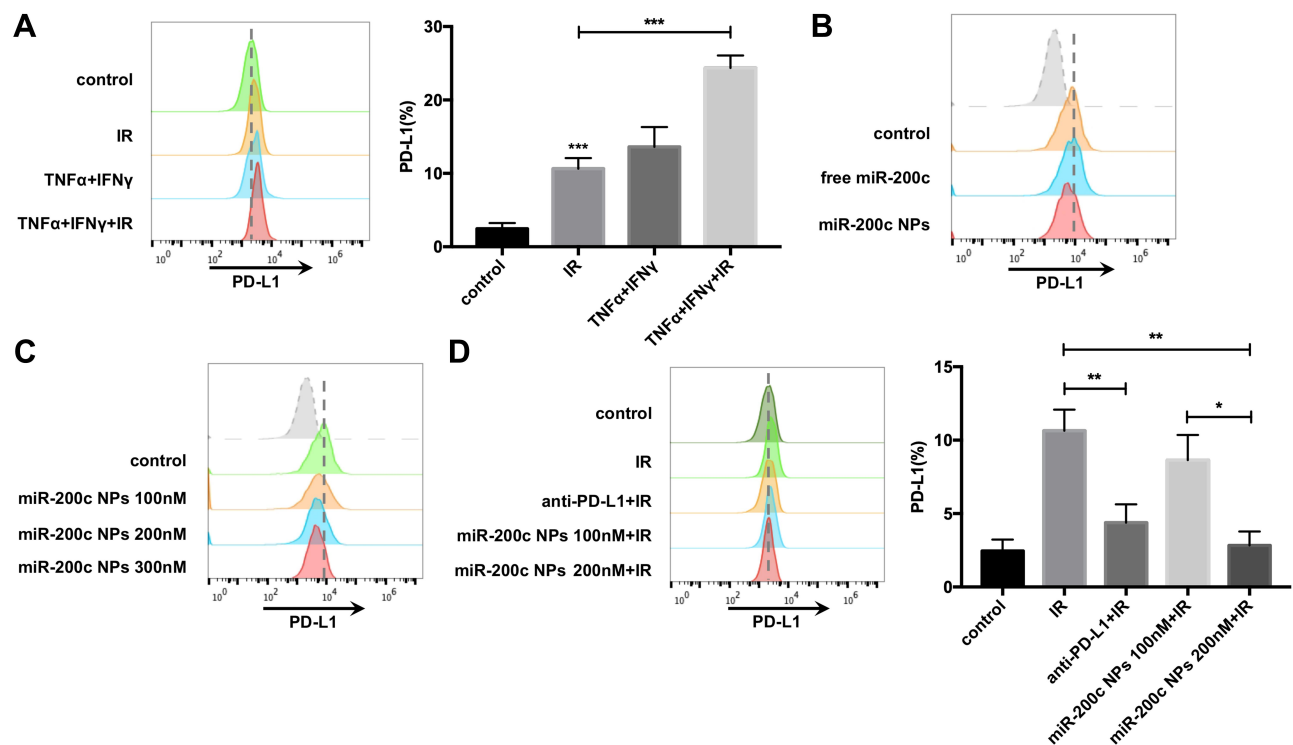 A
control
IR
TNFα+IFNγ
TNFα+IFNγ+IR
10⁰ 10² 10⁴ 10⁶
PD-L1
PD-L1(%)
30
20
10
0
***
***
control
IR
TNFα+IFNγ
TNFα+IFNγ+IR
B
control
free miR-200c
miR-200c NPs
10⁰ 10² 10⁴ 10⁶
PD-L1
C
control
miR-200c NPs 100nM
miR-200c NPs 200nM
miR-200c NPs 300nM
10⁰ 10² 10⁴ 10⁶
PD-L1
D
control
IR
anti-PD-L1+IR
miR-200c NPs 100nM+IR
miR-200c NPs 200nM+IR
10⁰ 10² 10⁴ 10⁶
PD-L1
PD-L1(%)
15
10
5
0
**
**
*
control
IR
anti-PD-L1+IR
miR-200c NPs 100nM+IR
miR-200c NPs 200nM+IR